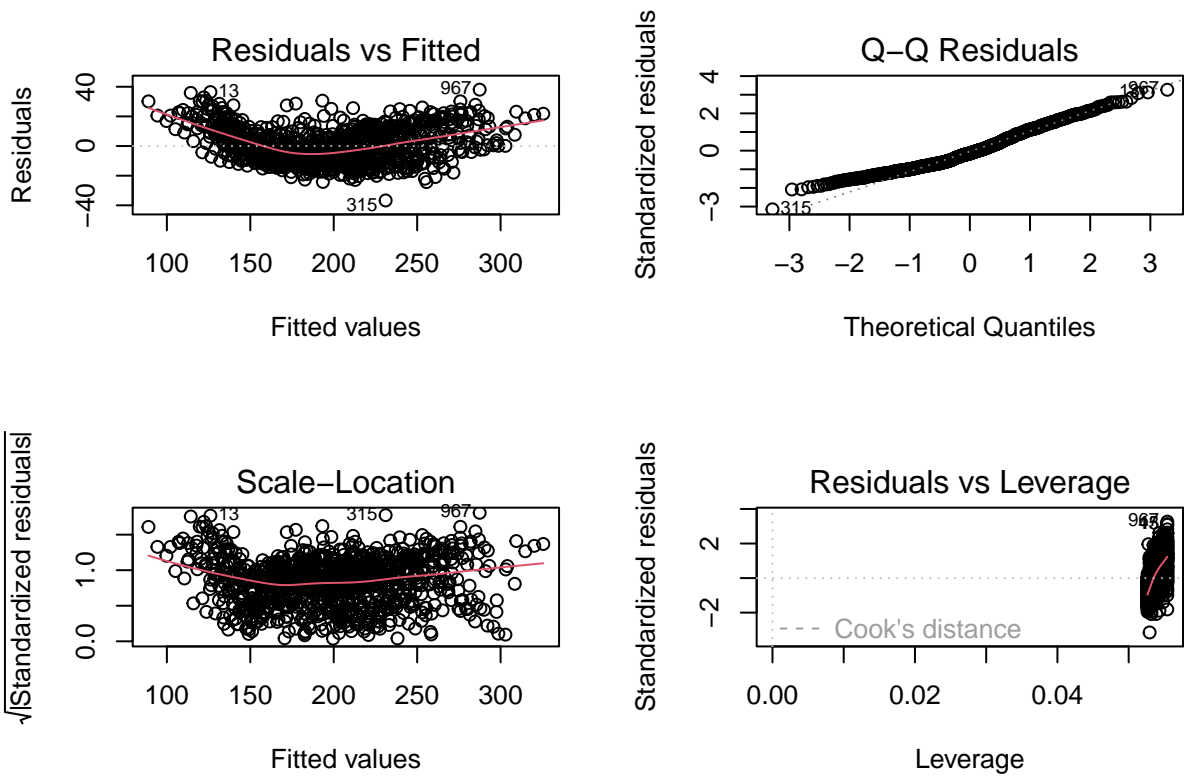 Residuals vs Fitted
Residuals
40
0
−40
13
967
315
100 150 200 250 300
Fitted values
Q−Q Residuals
Standardized residuals
4
2
0
−3
967
315
−3 −2 −1 0 1 2 3
Theoretical Quantiles
Scale−Location
√|Standardized residuals|
1.0
0.0
13
315
967
100 150 200 250 300
Fitted values
Residuals vs Leverage
Standardized residuals
2
−2
967
Cook's distance
0.00 0.02 0.04
Leverage